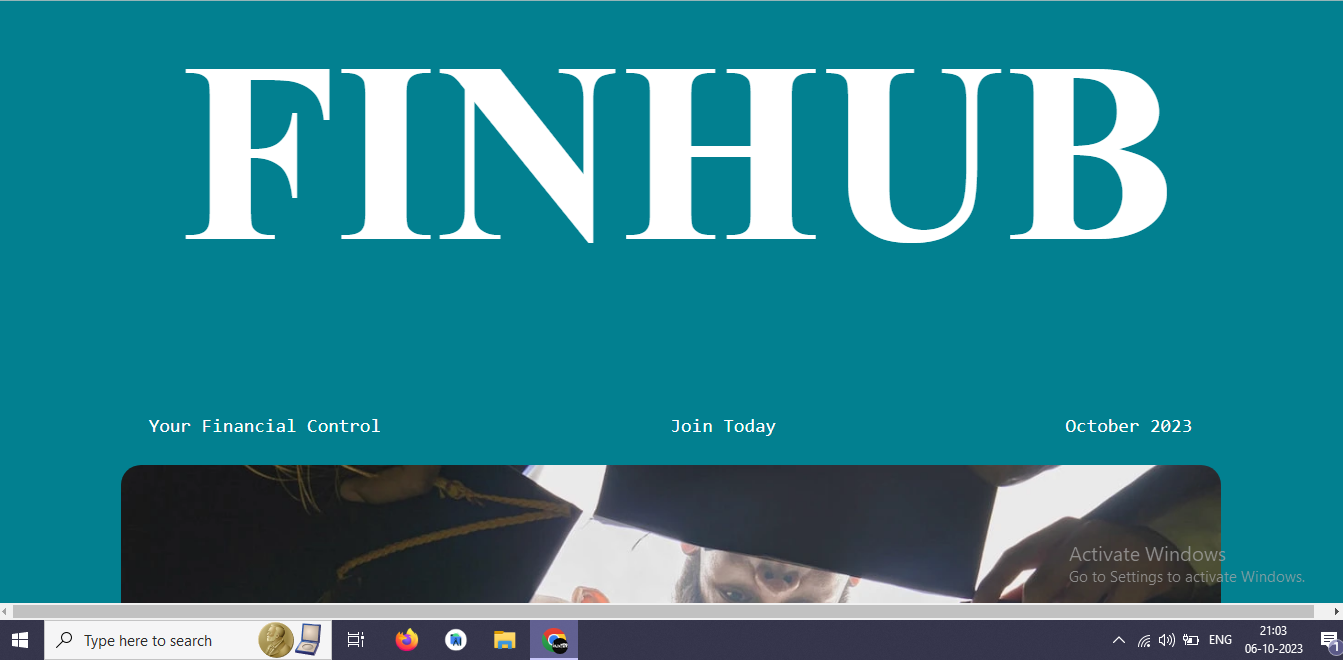 FINHUB
Your Financial Control
Join Today
October 2023
Activate Windows
Go to Settings to activate Windows.
Type here to search
ENG
21:03
06-10-2023
1